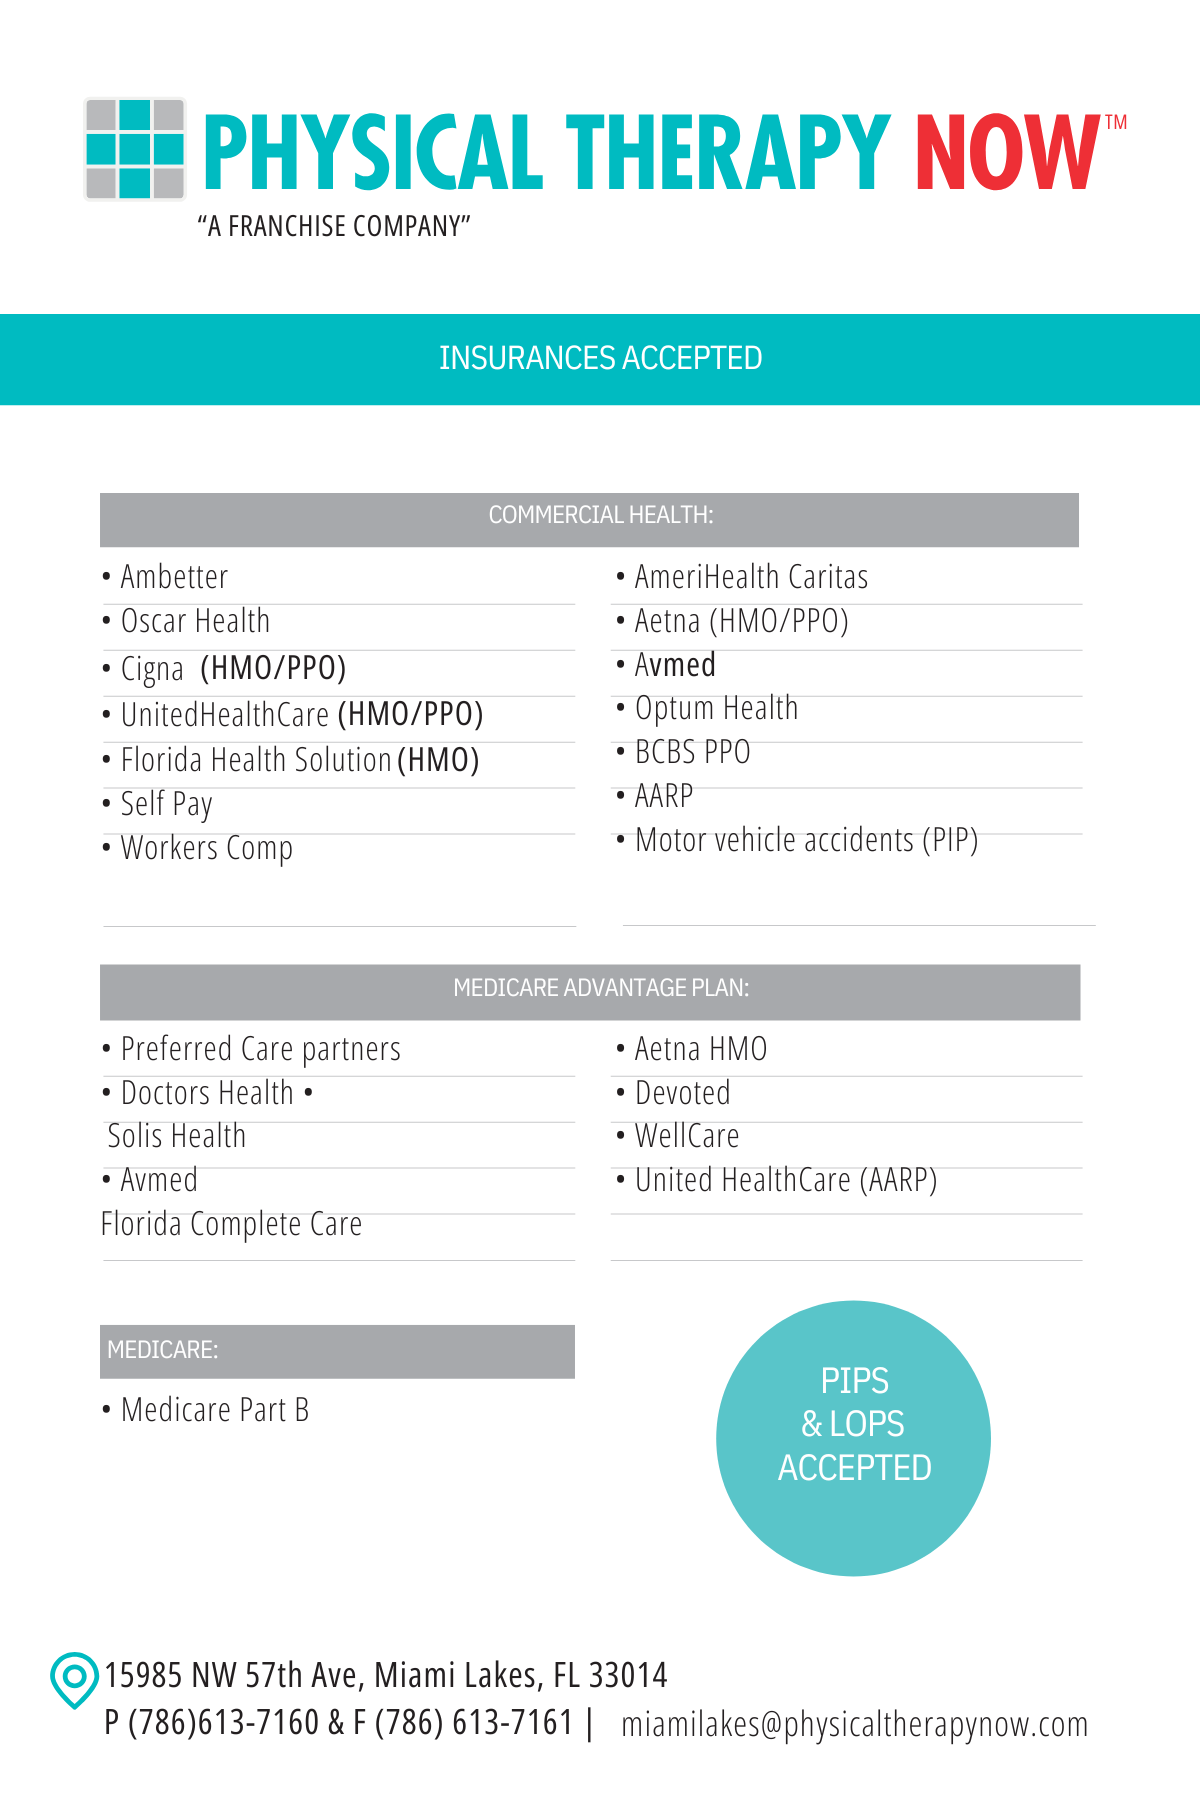 PHYSICAL THERAPY NOW™
“A FRANCHISE COMPANY”
INSURANCES ACCEPTED
COMMERCIAL HEALTH:
• Ambetter
• Oscar Health
• Cigna (HMO/PPO)
• UnitedHealthCare (HMO/PPO)
• Florida Health Solution (HMO)
• Self Pay
• Workers Comp
• AmeriHealth Caritas
• Aetna (HMO/PPO)
• Avmed
• Optum Health
• BCBS PPO
• AARP
• Motor vehicle accidents (PIP)
MEDICARE ADVANTAGE PLAN:
• Preferred Care partners
• Doctors Health •
Solis Health
• Avmed
Florida Complete Care
• Aetna HMO
• Devoted
• WellCare
• United HealthCare (AARP)
MEDICARE:
• Medicare Part B
PIPS
& LOPS
ACCEPTED
15985 NW 57th Ave, Miami Lakes, FL 33014
P (786)613-7160 & F (786) 613-7161 | miamilakes@physicaltherapynow.com